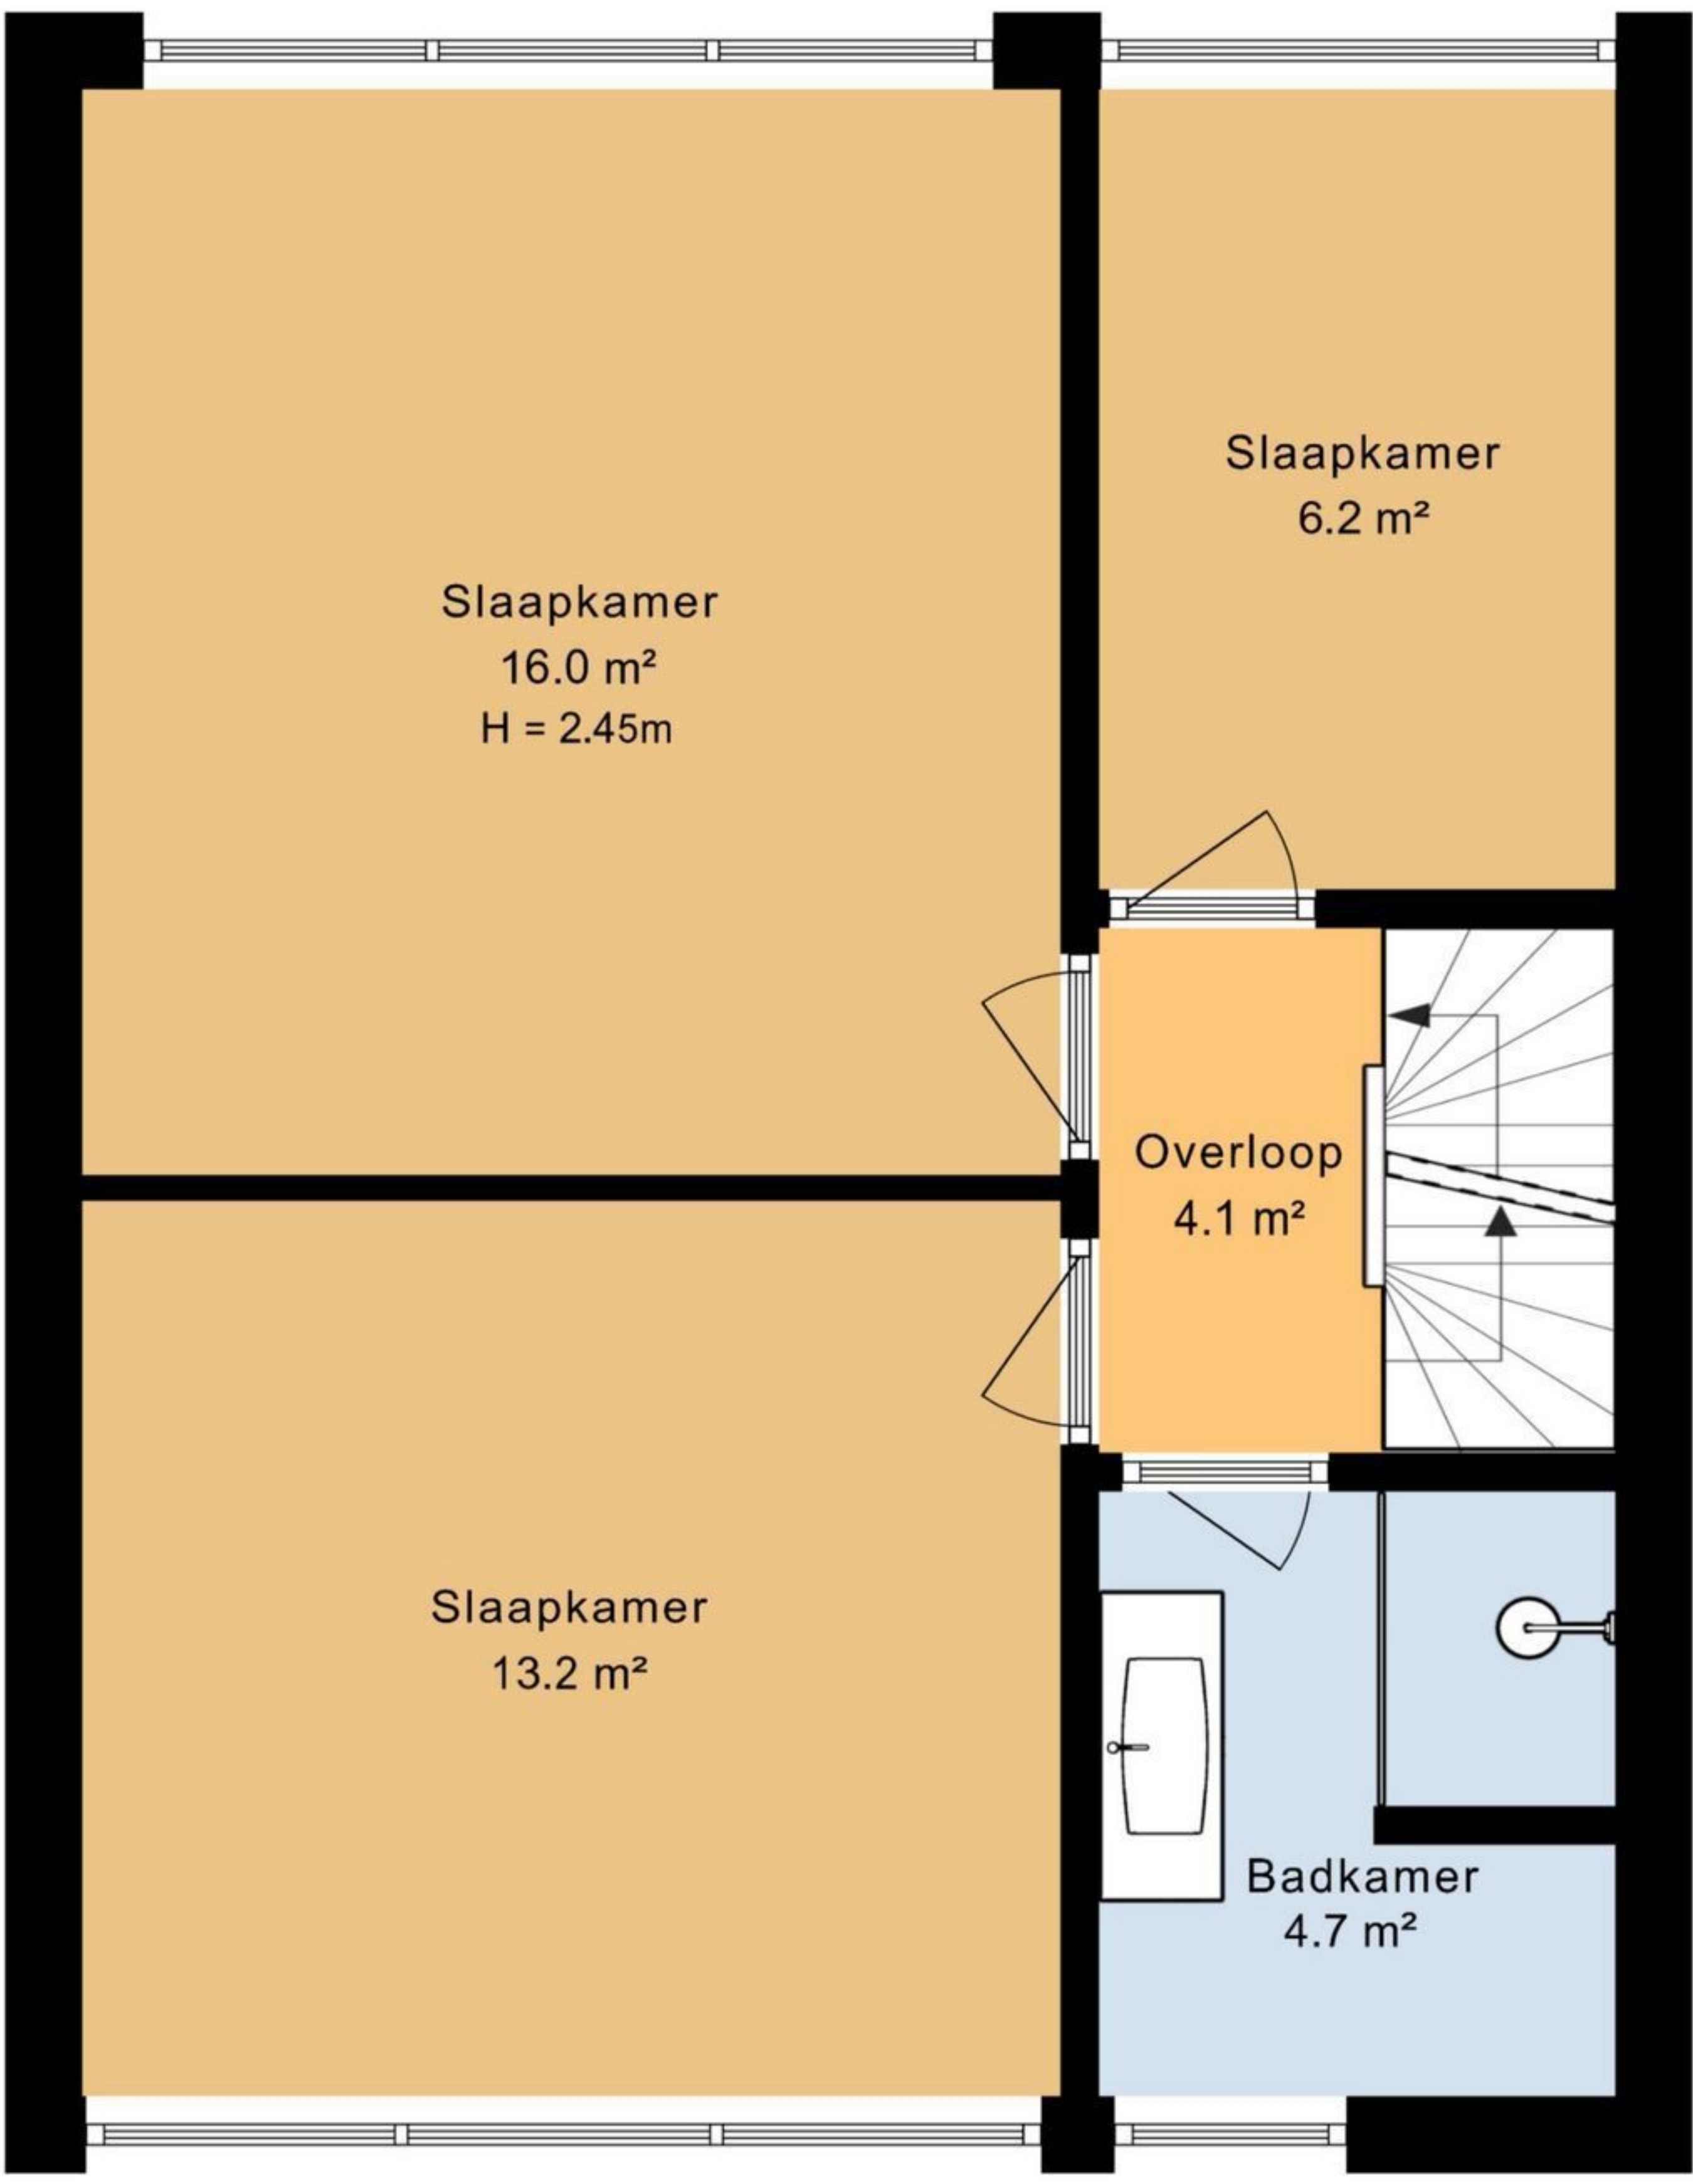 Slaapkamer
6.2 m²
Slaapkamer
16.0 m²
H = 2.45m
Overloop
4.1 m²
Slaapkamer
13.2 m²
Badkamer
4.7 m²